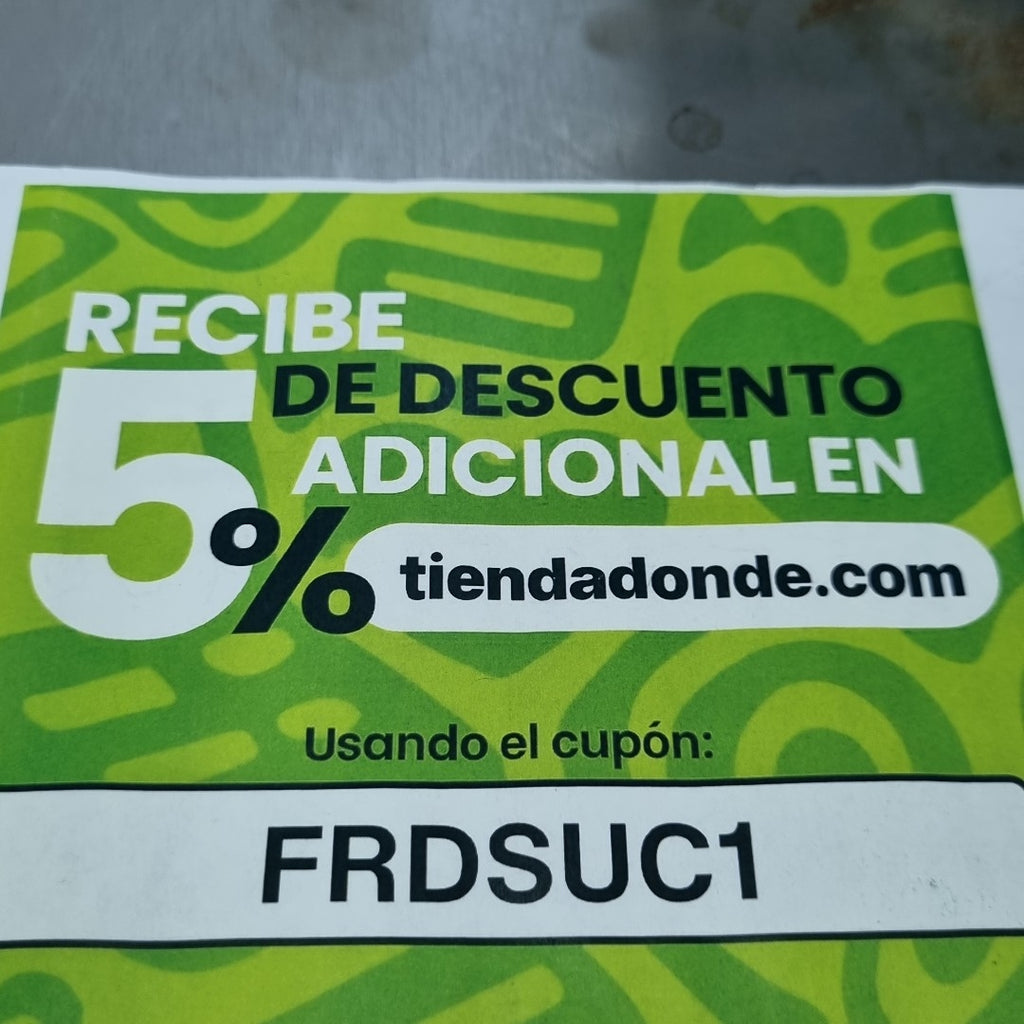 RECIBE
5% DE DESCUENTO
ADICIONAL EN
tiendadonde.com
Usando el cupón:
FRDSUC1